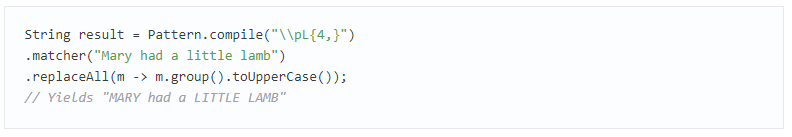 String result = Pattern.compile("\\pL{4,}")
.matcher("Mary had a little lamb")
.replaceAll(m -> m.group().toUpperCase());
// Yields "MARY had a LITTLE LAMB"